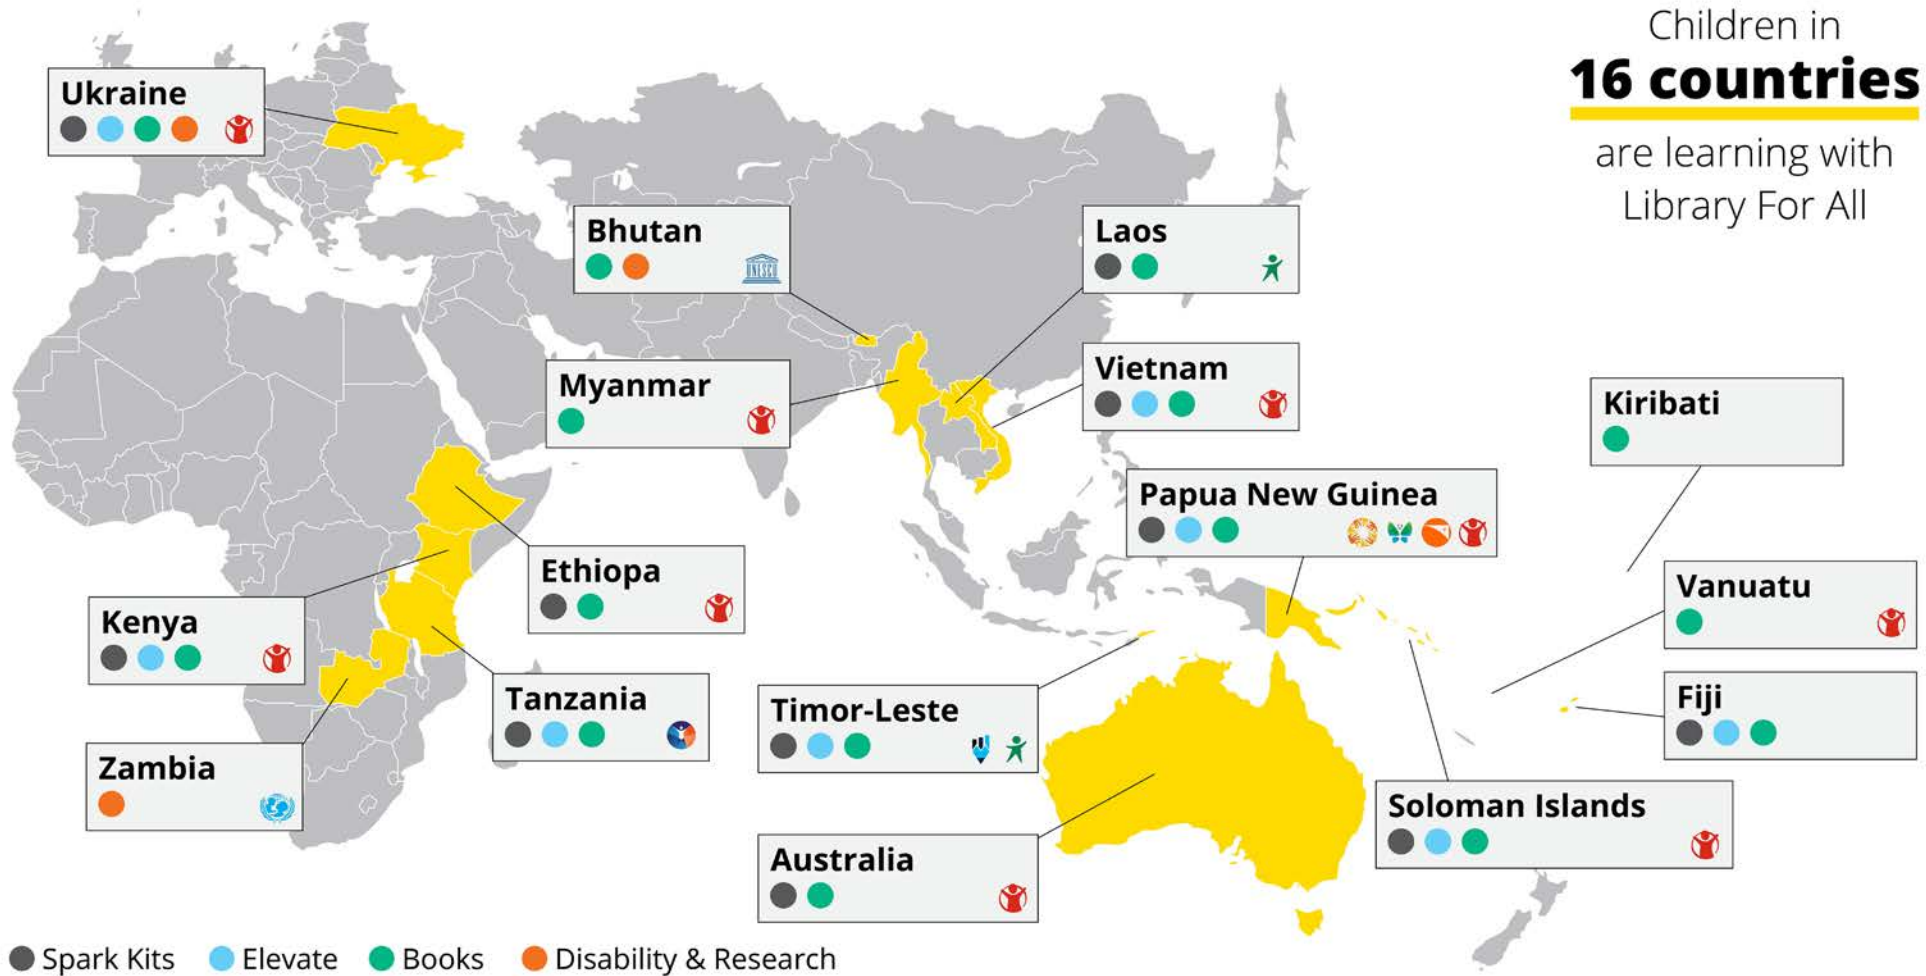 Children in
16 countries
are learning with
Library For All
Ukraine
Bhutan
UNESCO
Laos
Myanmar
Vietnam
Kiribati
Papua New Guinea
Ethiopa
Vanuatu
Kenya
Tanzania
Timor-Leste
Fiji
Zambia
Soloman Islands
Australia
Spark Kits
Elevate
Books
Disability & Research